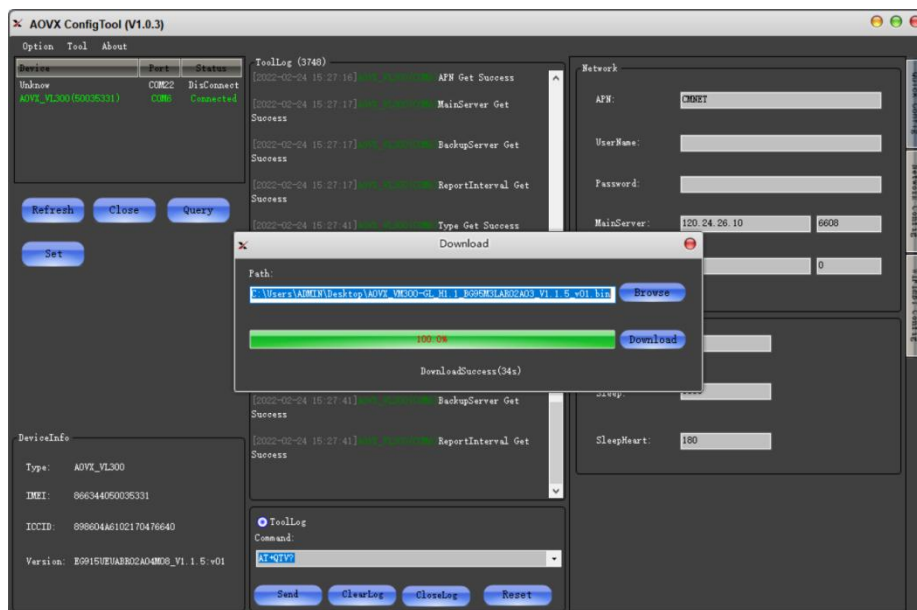 AOVX ConfigTool (V1.0.3)
Option Tool About
Device Port Status
Unknow COM22 DisConnect
AOVX_VL300(50035331) COM6 Connected
Refresh Close Query
Set
ToolLog (3748)
[2022-02-24 15:27:16] APN Get Success
[2022-02-24 15:27:17] MainServer Get
Success
[2022-02-24 15:27:17] BackupServer Get
Success
[2022-02-24 15:27:17] ReportInterval Get
Success
[2022-02-24 15:27:41] Type Get Success
Network
APN: CMNET
UserName:
Password:
MainServer: 120.24.26.10 6608
0
Download
Path:
C:\Users\ADMIN\Desktop\AOVX_VM300-GL_H1.1_BG95M3LAR02A03_V1.1.5_v01.bin Browse
100.0% Download
DownloadSuccess(34s)
[2022-02-24 15:27:41] BackupServer Get
Success
[2022-02-24 15:27:41] ReportInterval Get
Success
Sleep:
SleepHeart: 180
DeviceInfo
Type: AOVX_VL300
IMEI: 866344050035331
ICCID: 898604A6102170476640
Version: EG915UEUABR02A04M08_V1.1.5:v01
ToolLog
Command:
AT+QTV?
Send ClearLog CloseLog Reset